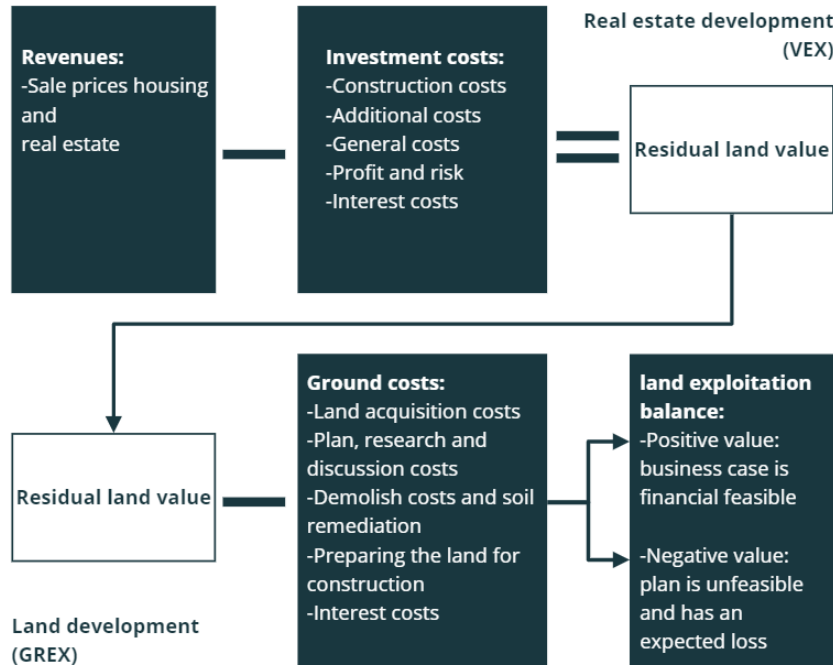 Real estate development
(VEX)
Revenues:
-Sale prices housing
and
real estate
Investment costs:
-Construction costs
-Additional costs
-General costs
-Profit and risk
-Interest costs
Residual land value
Residual land value
Ground costs:
-Land acquisition costs
-Plan, research and
discussion costs
-Demolish costs and soil
remediation
-Preparing the land for
construction
-Interest costs
land exploitation
balance:
-Positive value:
business case is
financial feasible
-Negative value:
plan is unfeasible
and has an
expected loss
Land development
(GREX)